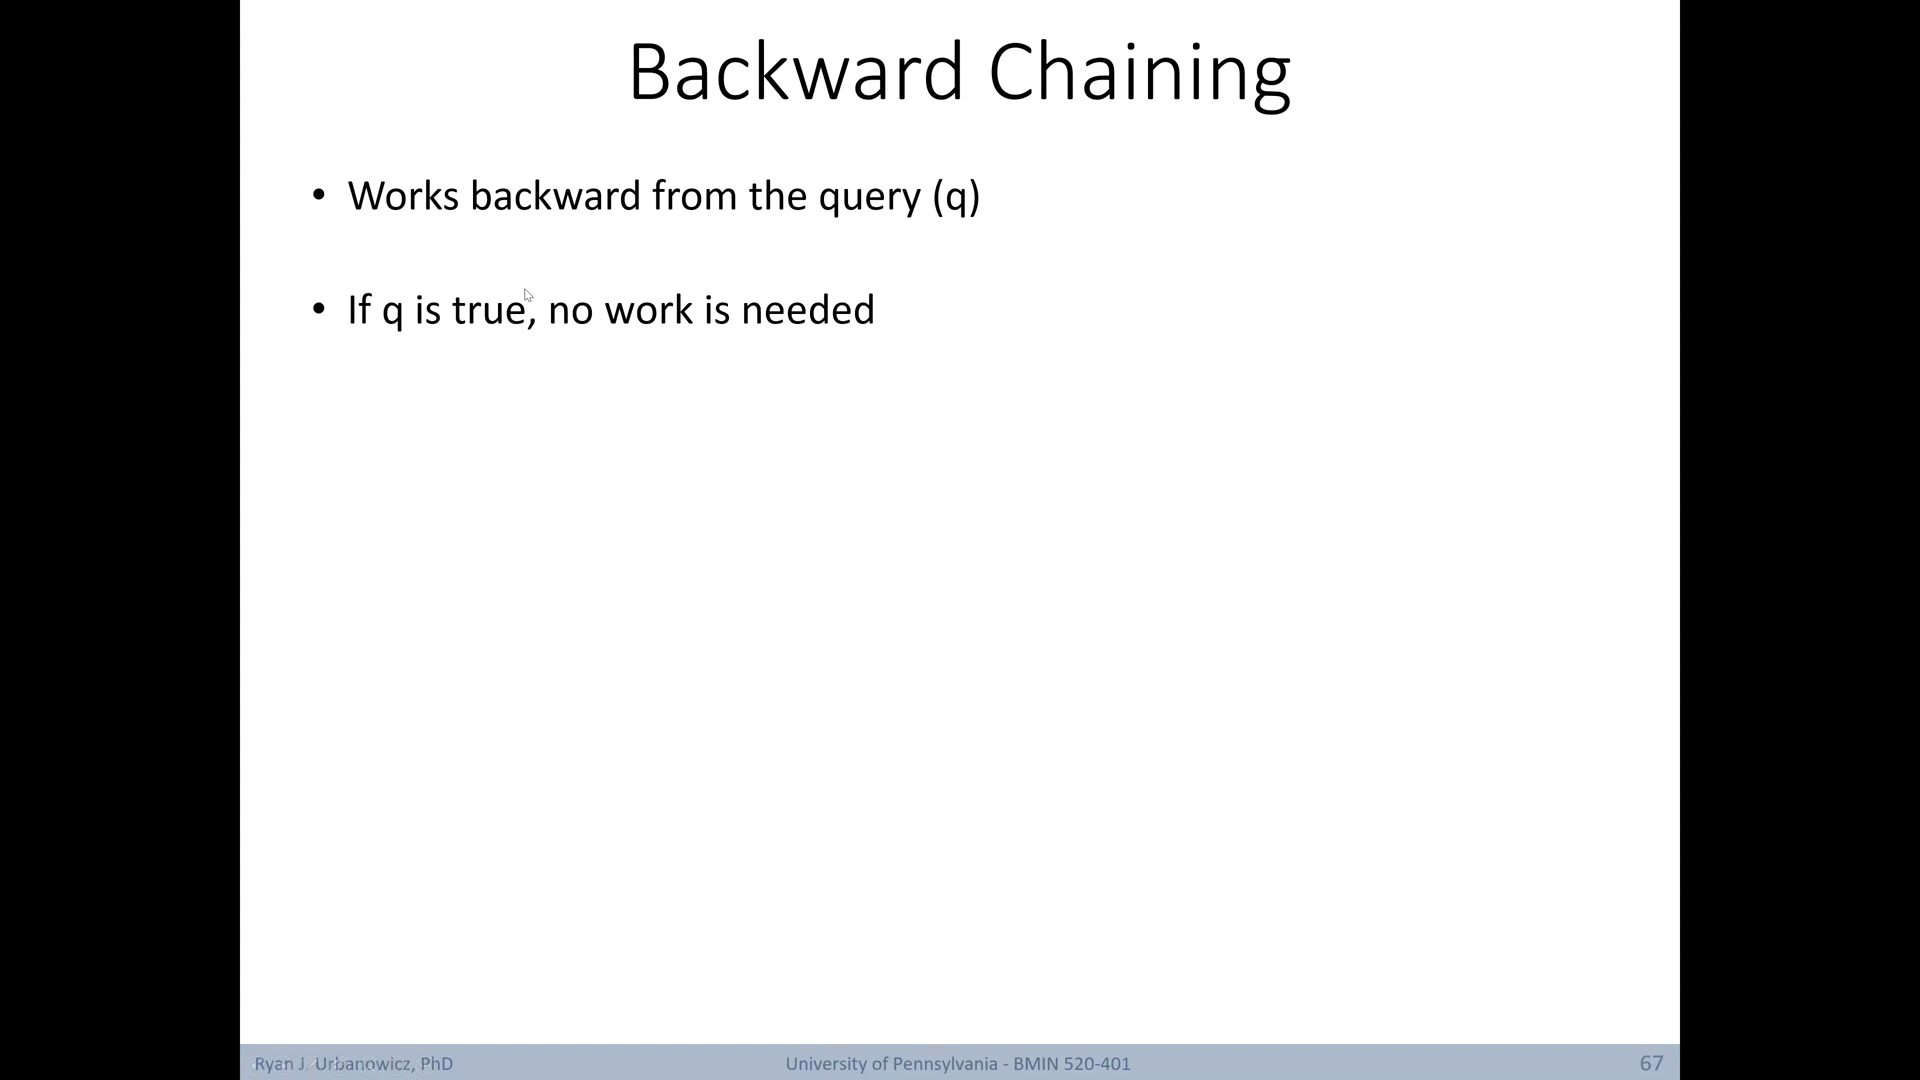 Backward Chaining
• Works backward from the query (q)
• If q is true, no work is needed
Ryan J. Urbanowicz, PhD
University of Pennsylvania - BMIN 520-401
67